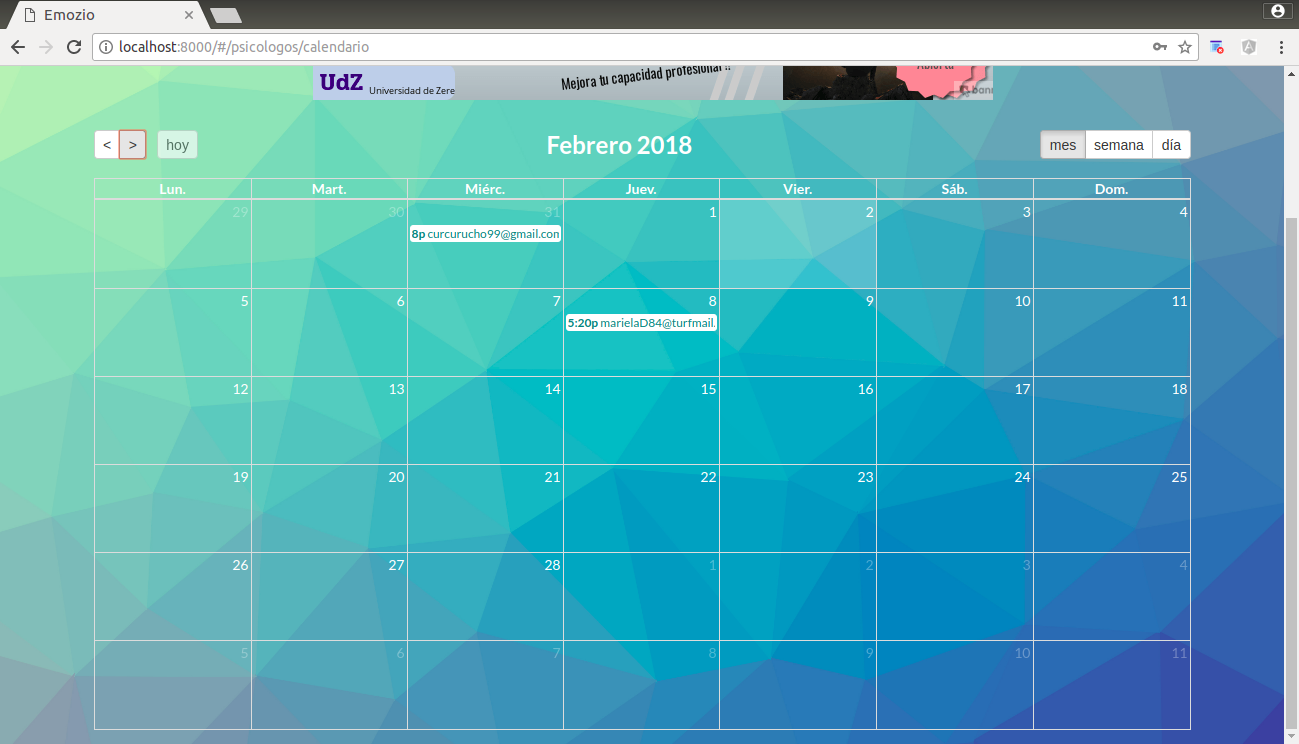 Emozio
localhost:8000/#/psicologos/calendario
UdZ Universidad de Zere
Mejora tu capacidad profesional !!
Abierta
< > hoy
Febrero 2018
mes semana día
Lun. Mart. Miérc. Juev. Vier. Sáb. Dom.
29 30 31 1 2 3 4
8p curcurucho99@gmail.con
5 6 7 8 9 10 11
5:20p marielaD84@turfmail.
12 13 14 15 16 17 18
19 20 21 22 23 24 25
26 27 28 1 2 3 4
5 6 7 8 9 10 11